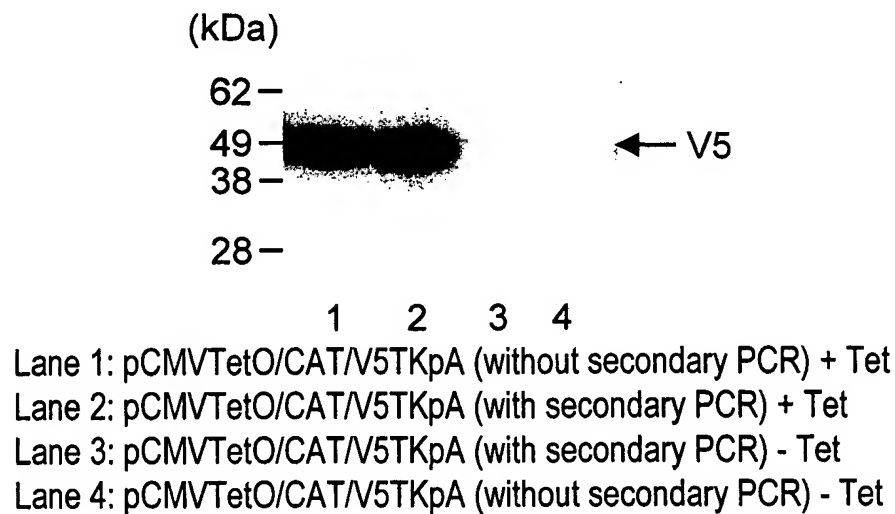 (kDa)
62
49
V5
38
28
1 2 3 4
Lane 1: pCMVTetO/CAT/V5TKpA (without secondary PCR) + Tet
Lane 2: pCMVTetO/CAT/V5TKpA (with secondary PCR) + Tet
Lane 3: pCMVTetO/CAT/V5TKpA (with secondary PCR) - Tet
Lane 4: pCMVTetO/CAT/V5TKpA (without secondary PCR) - Tet